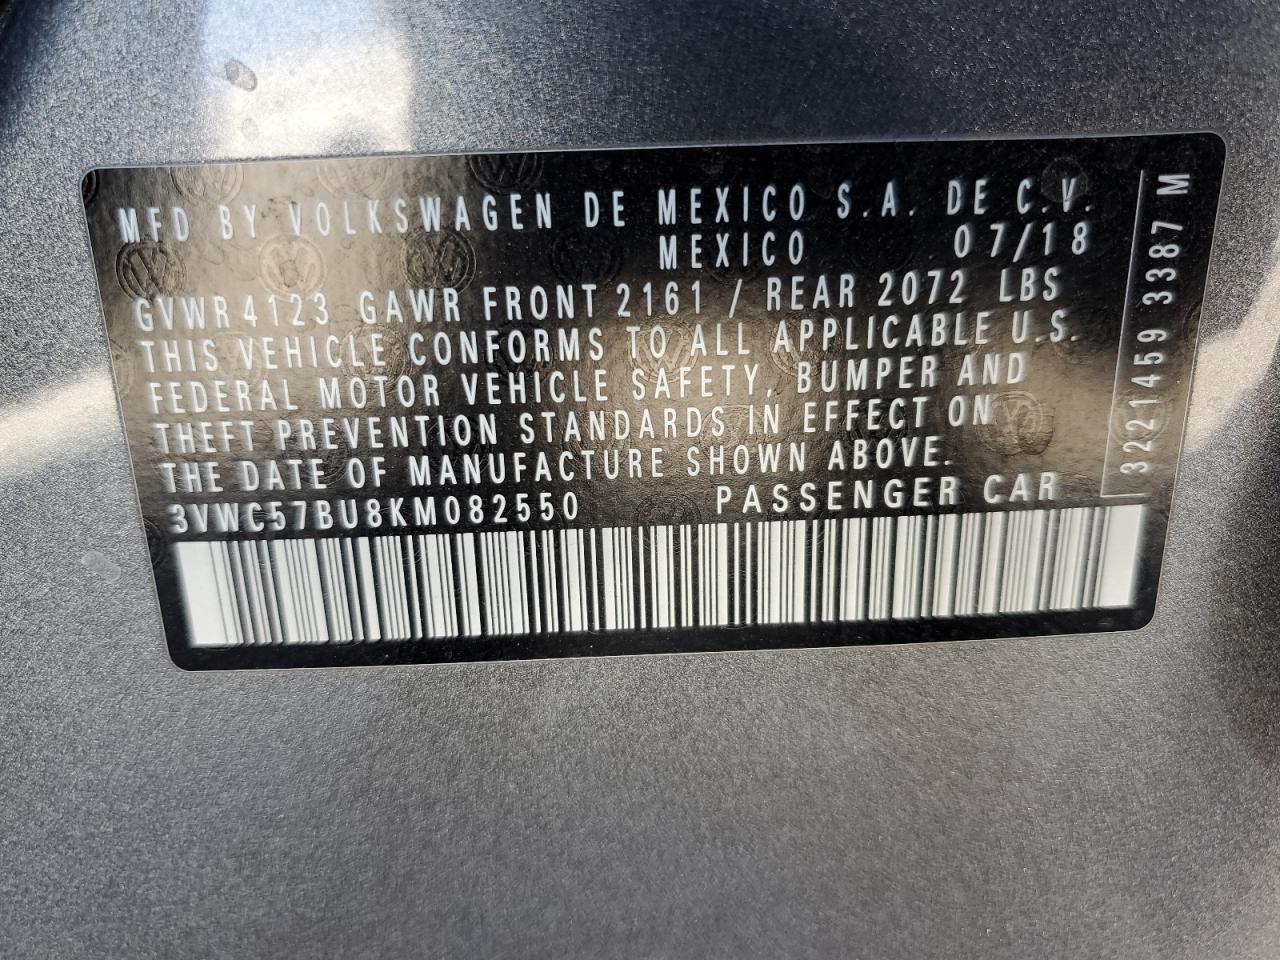 MFD BY VOLKSWAGEN DE MEXICO S.A. DE C.V.
MEXICO 07/18
GVWR 4123 GAWR FRONT 2161 / REAR 2072 LBS
THIS VEHICLE CONFORMS TO ALL APPLICABLE U.S.
FEDERAL MOTOR VEHICLE SAFETY, BUMPER AND
THEFT PREVENTION STANDARDS IN EFFECT ON
THE DATE OF MANUFACTURE SHOWN ABOVE.
3VWC57BU8KM082550 PASSENGER CAR
3221459 3387 M